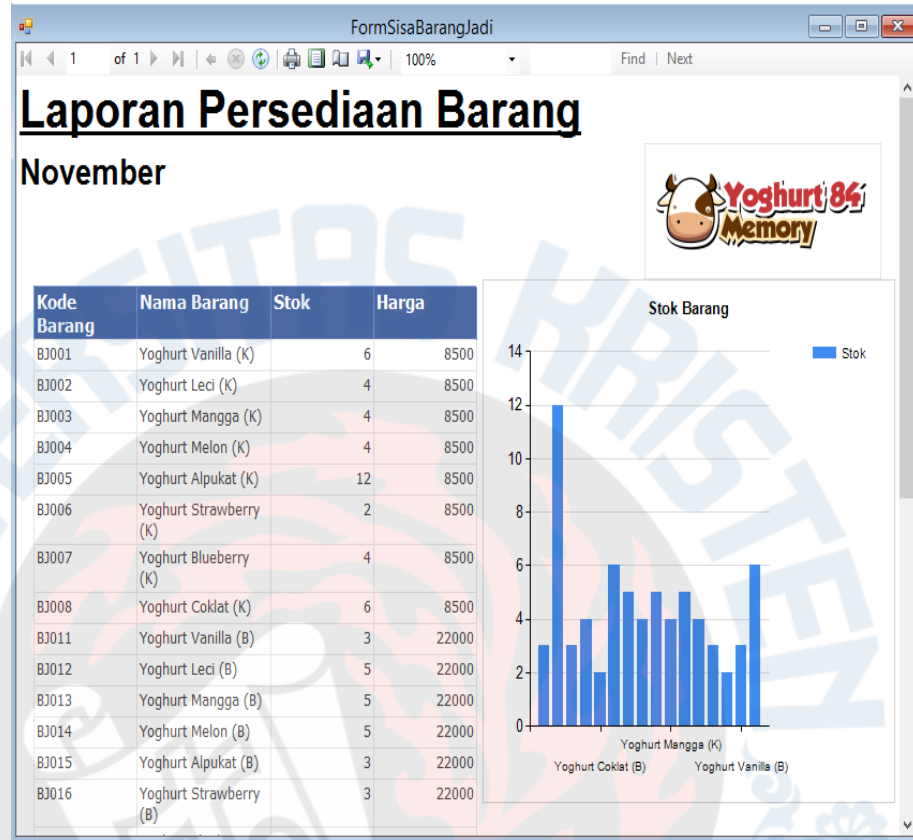 FormSisaBarangJadi
1 of 1 100% Find | Next
Laporan Persediaan Barang
November
Yoghurt 84
Memory
Kode Barang Nama Barang Stok Harga
BJ001 Yoghurt Vanilla (K) 6 8500
BJ002 Yoghurt Leci (K) 4 8500
BJ003 Yoghurt Mangga (K) 4 8500
BJ004 Yoghurt Melon (K) 4 8500
BJ005 Yoghurt Alpukat (K) 12 8500
BJ006 Yoghurt Strawberry (K) 2 8500
BJ007 Yoghurt Blueberry (K) 4 8500
BJ008 Yoghurt Coklat (K) 6 8500
BJ011 Yoghurt Vanilla (B) 3 22000
BJ012 Yoghurt Leci (B) 5 22000
BJ013 Yoghurt Mangga (B) 5 22000
BJ014 Yoghurt Melon (B) 5 22000
BJ015 Yoghurt Alpukat (B) 3 22000
BJ016 Yoghurt Strawberry (B) 3 22000
Stok Barang
Stok
14
12
10
8
6
4
2
0
Yoghurt Mangga (K)
Yoghurt Coklat (B) Yoghurt Vanilla (B)
ERSITAS KRISTEN